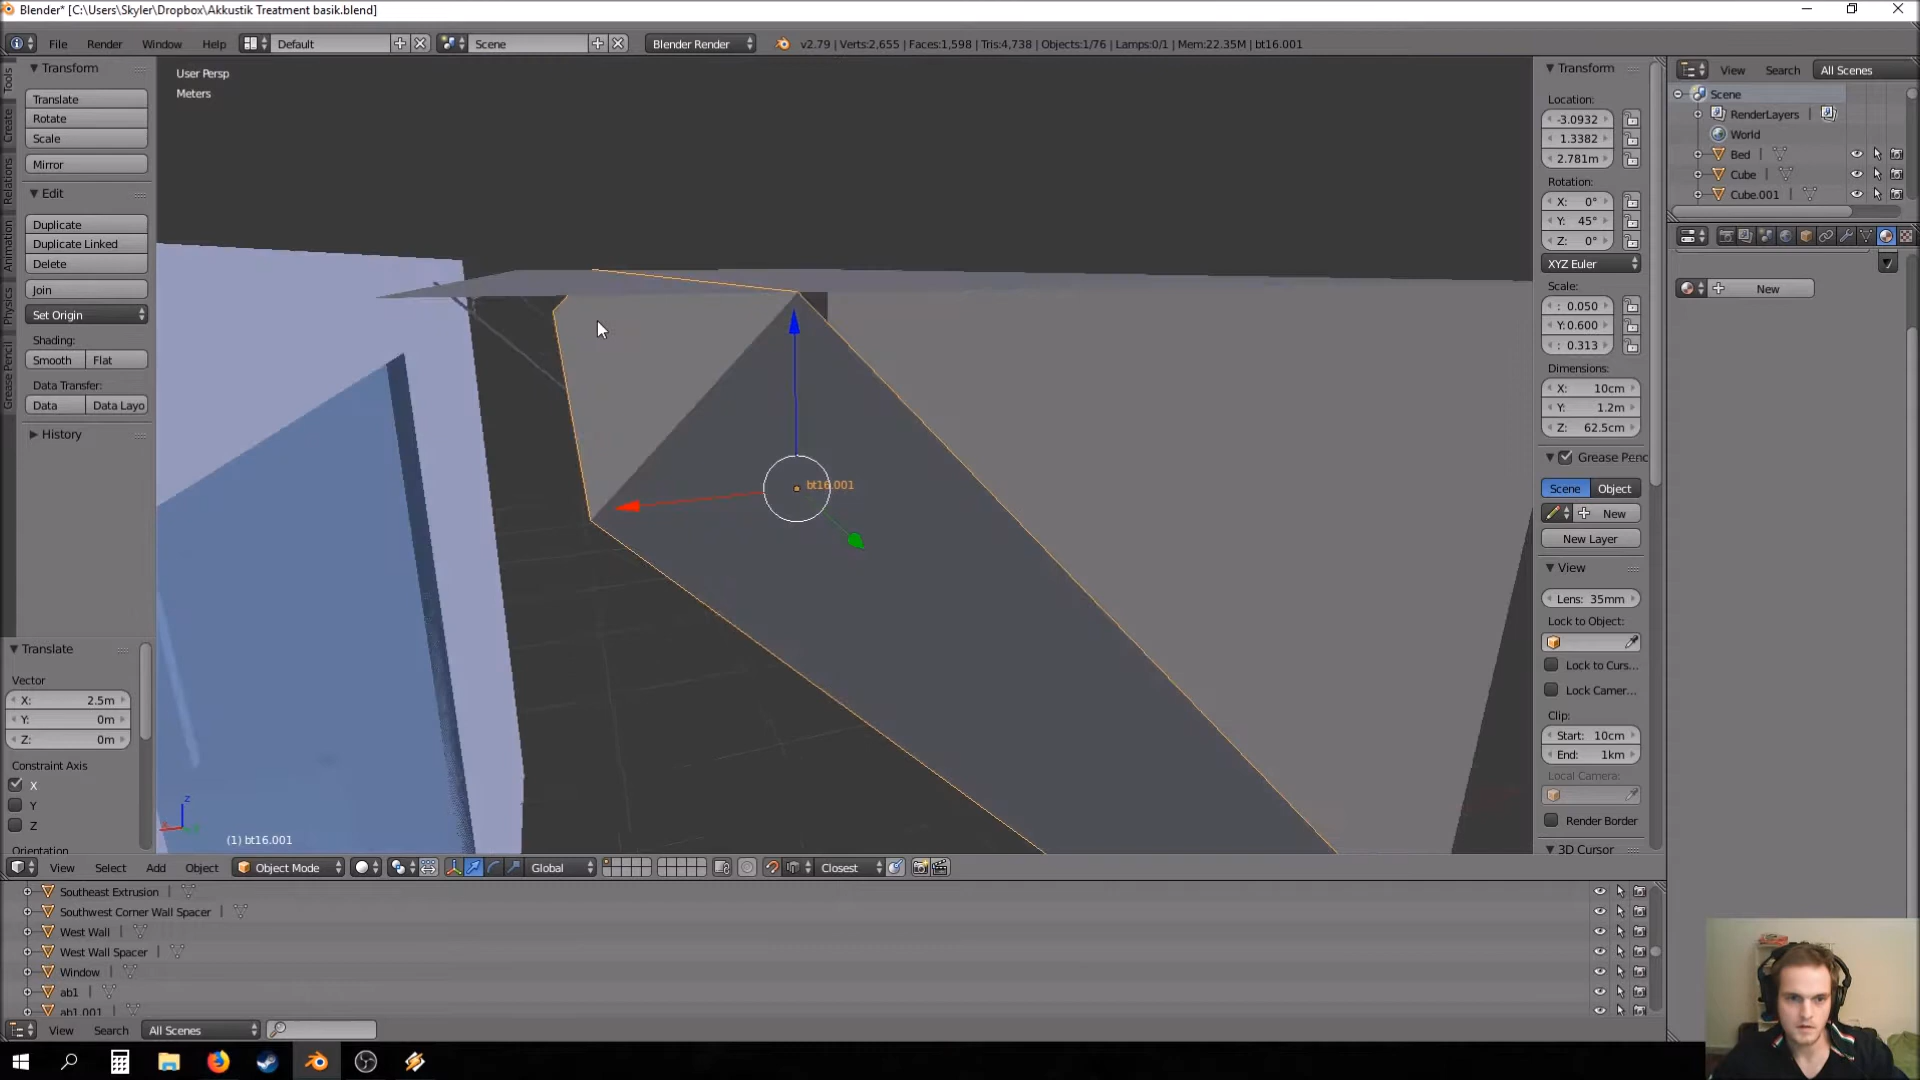 Blender* [C:\Users\Skyler\Dropbox\Akkustik Treatment basik.blend]
File Render Window Help Default Scene Blender Render v2.79 | Verts:2,655 | Faces:1,598 | Tris:4,738 | Objects:1/76 | Lamps:0/1 | Mem:22.35M | bt16.001
Tools
Create
Relations
Animation
Physics
Grease Pencil
Transform
Translate
Rotate
Scale
Mirror
Edit
Duplicate
Duplicate Linked
Delete
Join
Set Origin
Shading:
Smooth Flat
Data Transfer:
Data Data Layo
History
Translate
Vector
X: 2.5m
Y: 0m
Z: 0m
Constraint Axis
X
Y
Z
Orientation
User Persp
Meters
bt16.001
z
(1) bt16.001
View Select Add Object Object Mode Global Closest
Transform
Location:
-3.0932
1.3382
2.781m
Rotation:
X: 0°
Y: 45°
Z: 0°
XYZ Euler
Scale:
: 0.050
Y: 0.600
: 0.313
Dimensions:
X: 10cm
Y: 1.2m
Z: 62.5cm
Grease Penc
Scene Object
New
New Layer
View
Lens: 35mm
Lock to Object:
Lock to Curs...
Lock Camer...
Clip:
Start: 10cm
End: 1km
Local Camera:
Render Border
3D Cursor
View Search All Scenes
Scene
RenderLayers
World
Bed
Cube
Cube.001
New
Southeast Extrusion
Southwest Corner Wall Spacer
West Wall
West Wall Spacer
Window
ab1
ab1.001
View Search All Scenes